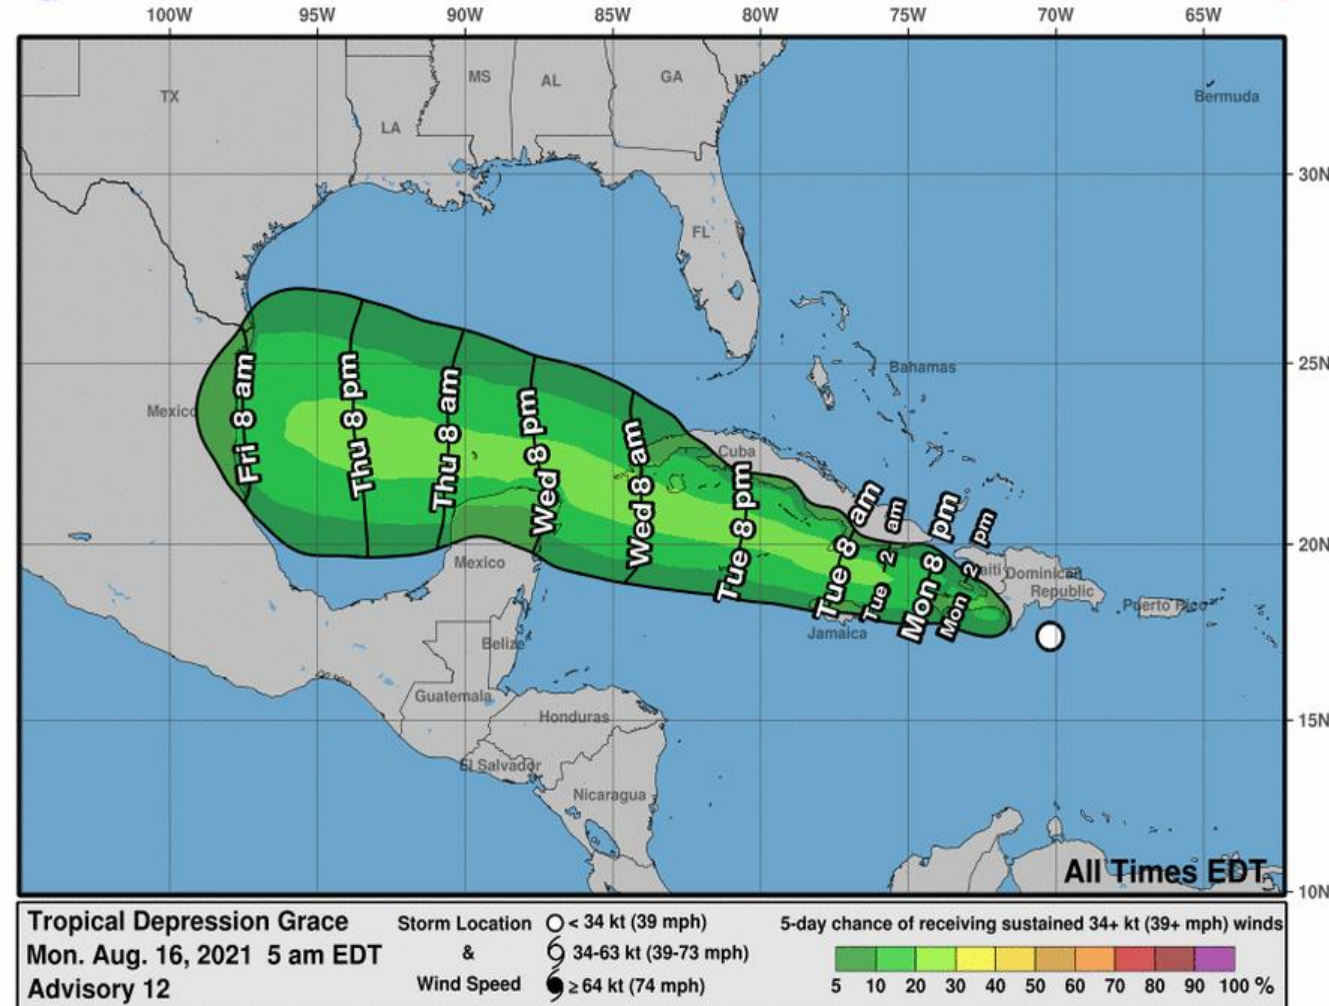 100W 95W 90W 85W 80W 75W 70W 65W
TX
LA
MS
AL
GA
Bermuda
30N
FL
25N
Bahamas
Mexico
Fri 8 am
Thu 8 pm
Thu 8 am
Wed 8 pm
Wed 8 am
Tue 8 pm
Tue 8 am
Tue 2 am
Mon 8 pm
Mon 2 pm
Cuba
20N
Mexico
Dominican
Republic
Puerto Rico
Jamaica
Belize
Guatemala
Honduras
15N
El Salvador
Nicaragua
All Times EDT
10N
Tropical Depression Grace
Mon. Aug. 16, 2021 5 am EDT
Advisory 12
Storm Location
&
Wind Speed
< 34 kt (39 mph)
34-63 kt (39-73 mph)
≥ 64 kt (74 mph)
5-day chance of receiving sustained 34+ kt (39+ mph) winds
5 10 20 30 40 50 60 70 80 90 100 %